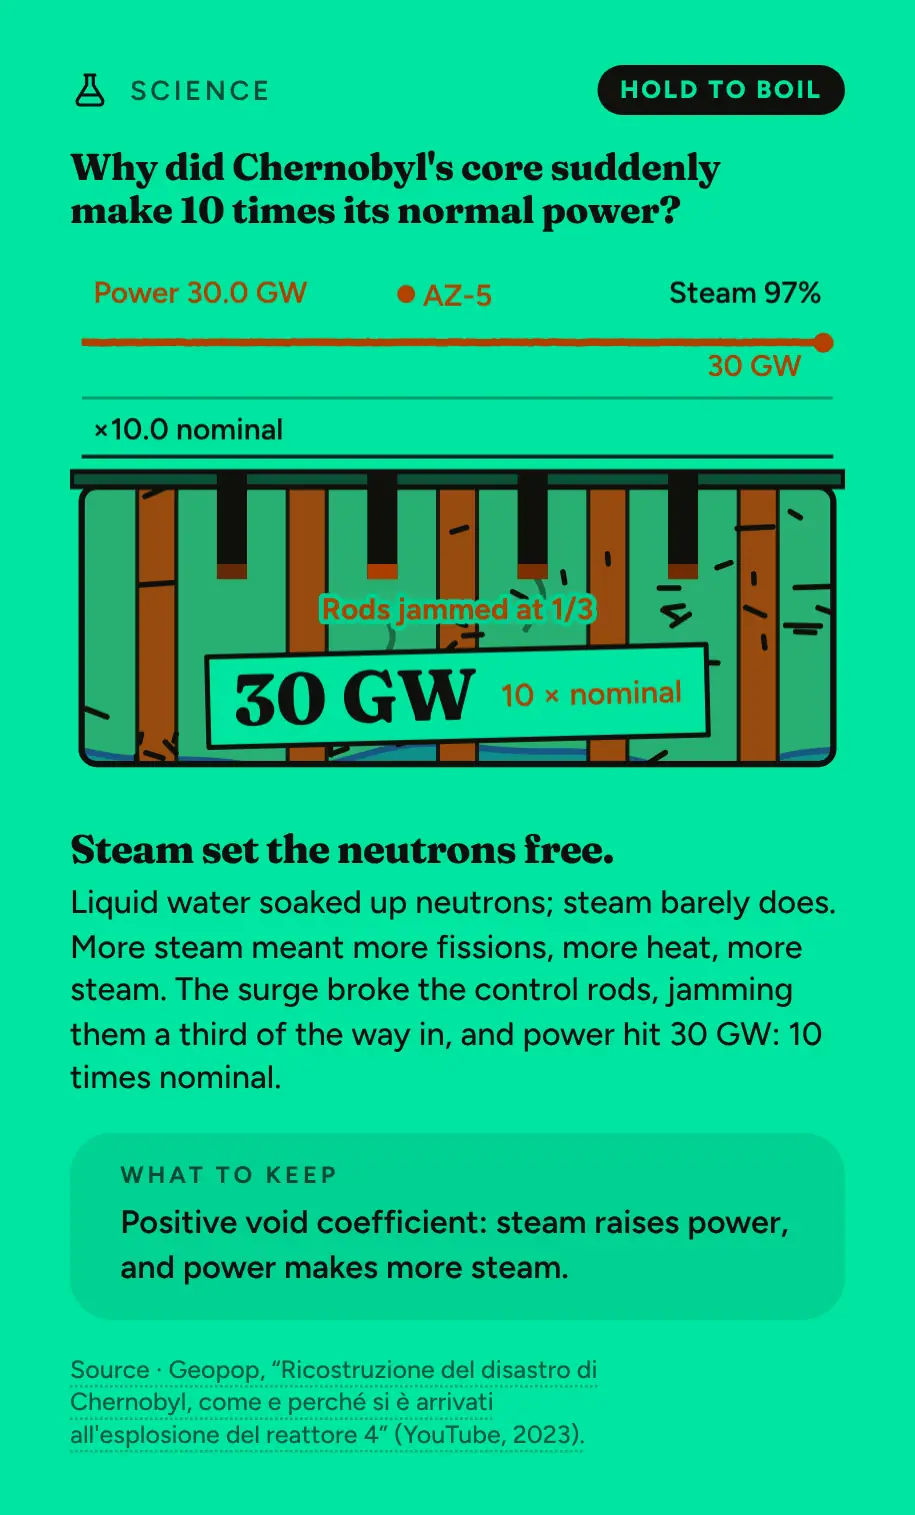 SCIENCE
HOLD TO BOIL
Why did Chernobyl's core suddenly
make 10 times its normal power?
Power 30.0 GW
AZ-5
Steam 97%
30 GW
×10.0 nominal
Rods jammed at 1/3
30 GW 10 × nominal
Steam set the neutrons free.
Liquid water soaked up neutrons; steam barely does.
More steam meant more fissions, more heat, more
steam. The surge broke the control rods, jamming
them a third of the way in, and power hit 30 GW: 10
times nominal.
WHAT TO KEEP
Positive void coefficient: steam raises power,
and power makes more steam.
Source · Geopop, “Ricostruzione del disastro di
Chernobyl, come e perché si è arrivati
all'esplosione del reattore 4” (YouTube, 2023).